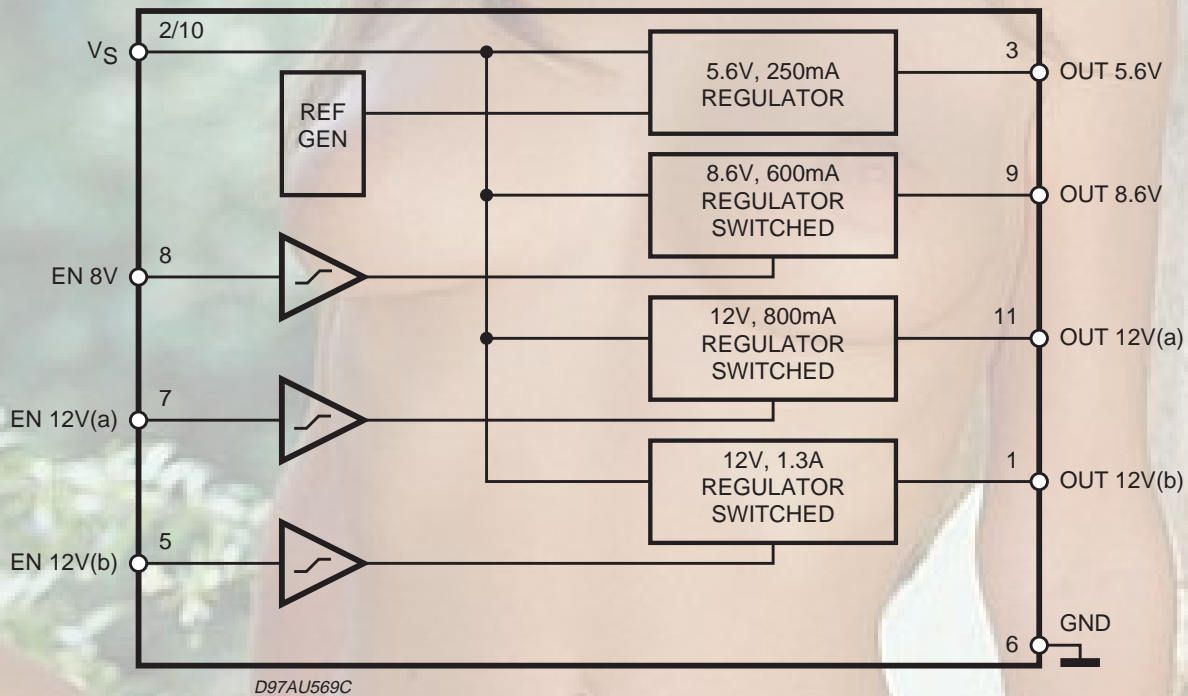 2/10
VS
3
5.6V, 250mA
REGULATOR
OUT 5.6V
REF
GEN
8.6V, 600mA
REGULATOR
SWITCHED
9
OUT 8.6V
8
EN 8V
12V, 800mA
REGULATOR
SWITCHED
11
OUT 12V(a)
7
EN 12V(a)
12V, 1.3A
REGULATOR
SWITCHED
1
OUT 12V(b)
5
EN 12V(b)
GND
6
D97AU569C